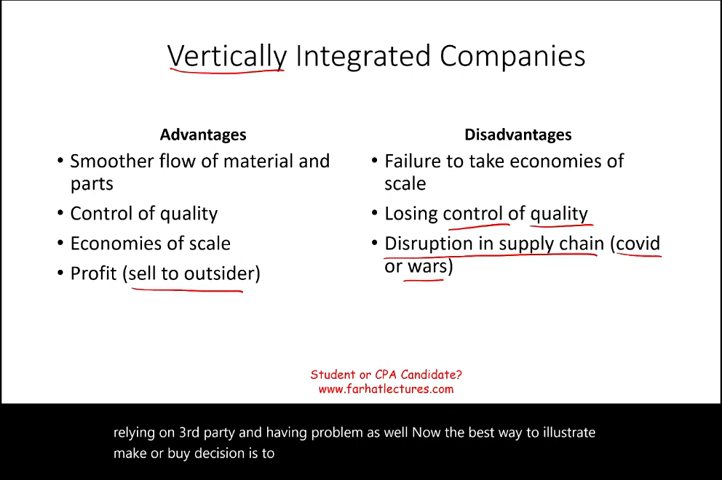 Vertically Integrated Companies
Advantages
• Smoother flow of material and
parts
• Control of quality
• Economies of scale
• Profit (sell to outsider)
Disadvantages
• Failure to take economies of
scale
• Losing control of quality
• Disruption in supply chain (covid
or wars)
Student or CPA Candidate?
www.farhatlectures.com
relying on 3rd party and having problem as well Now the best way to illustrate
make or buy decision is to